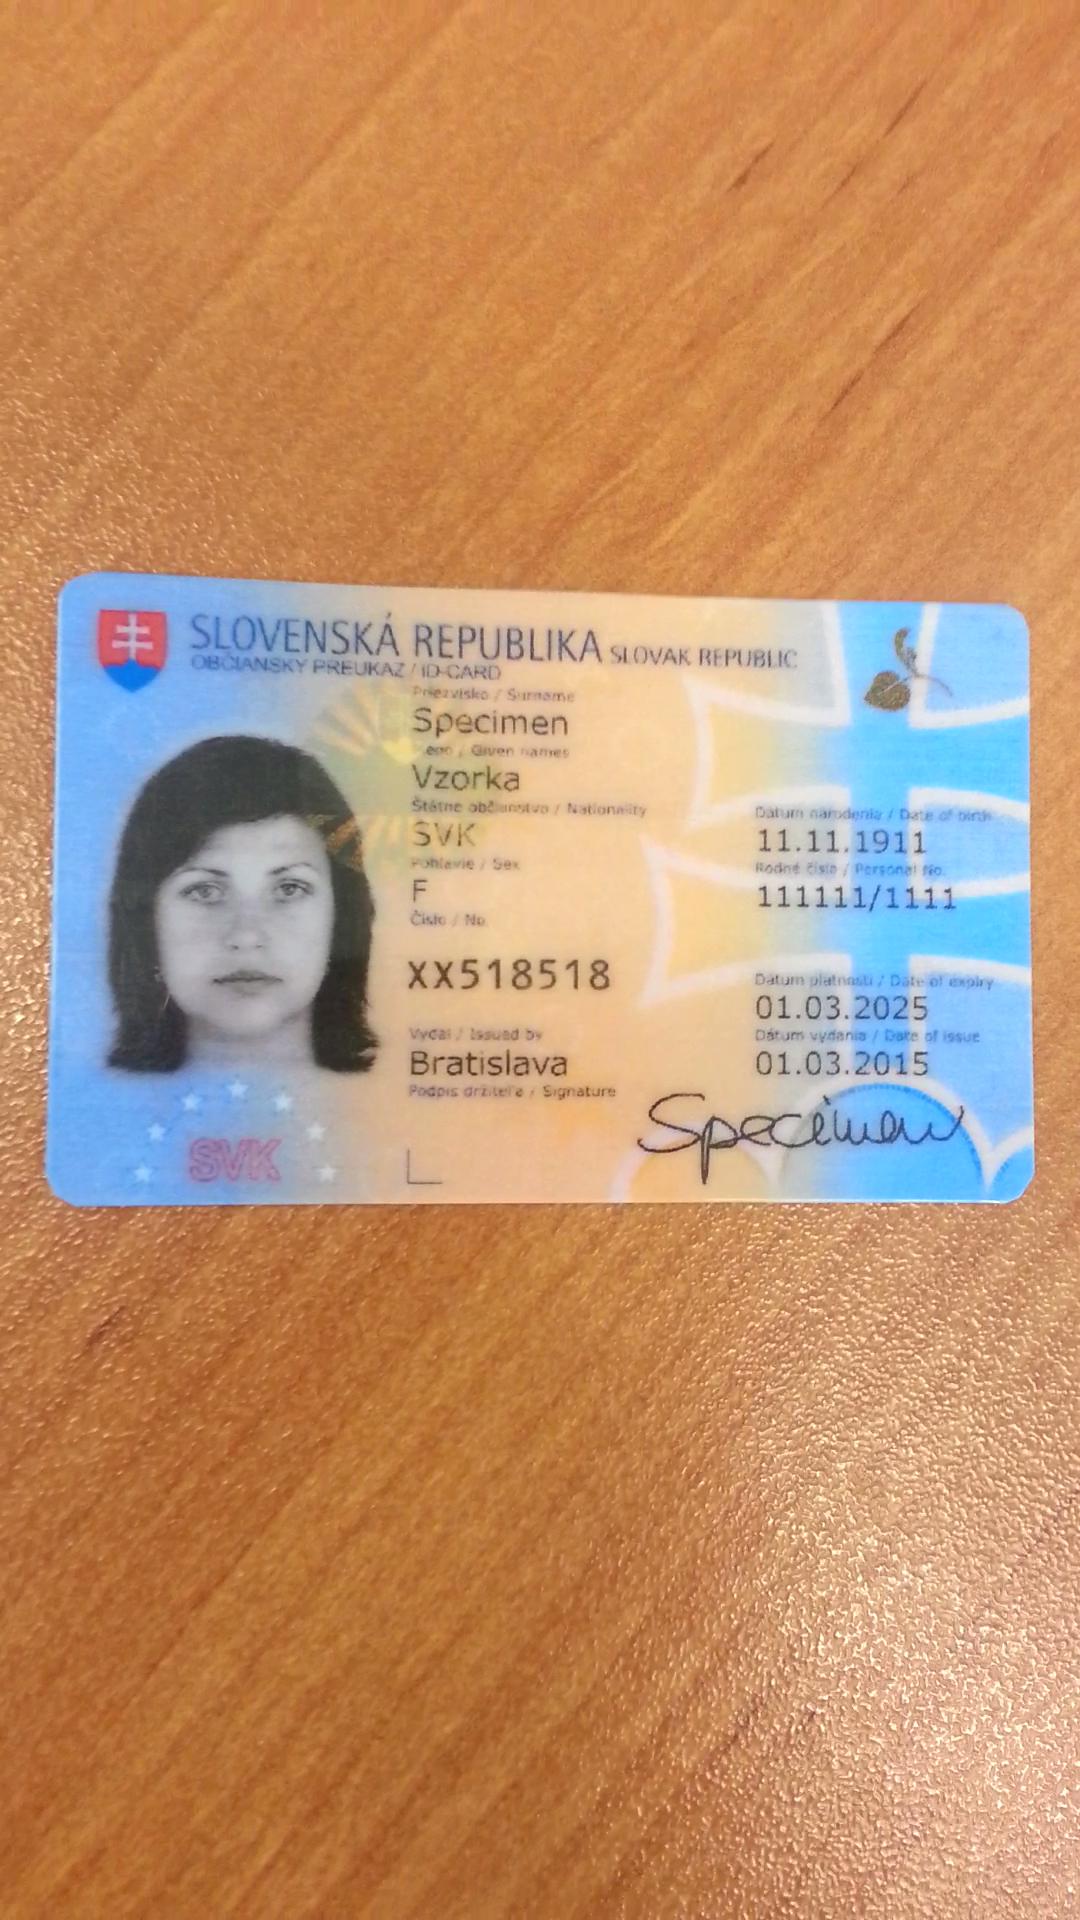 SLOVENSKÁ REPUBLIKA SLOVAK REPUBLIC
OBČIANSKY PREUKAZ / ID-CARD
Priezvisko / Surname
Specimen
Meno / Given names
Vzorka
Štátne občianstvo / Nationality
SVK
Pohlavie / Sex
F
Číslo / No.
XX518518
Vydal / Issued by
Bratislava
Podpis držiteľa / Signature
Dátum narodenia / Date of birth
11.11.1911
Rodné číslo / Personal No.
111111/1111
Dátum platnosti / Date of expiry
01.03.2025
Dátum vydania / Date of issue
01.03.2015
Specimen
SVK